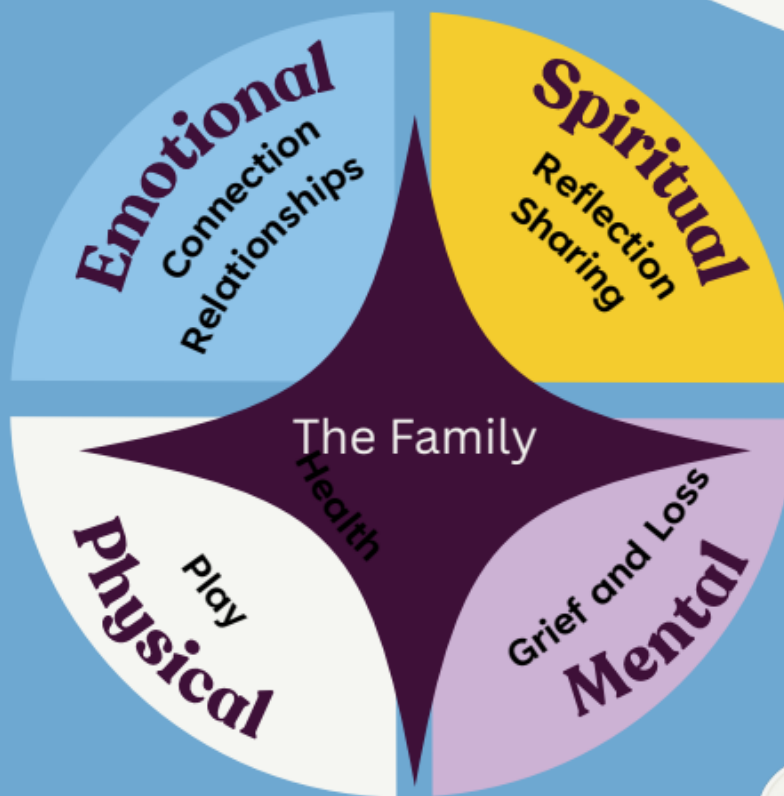 Emotional
Connection
Relationships
Spiritual
Reflection
Sharing
The Family
Health
Play
Physical
Grief and Loss
Mental